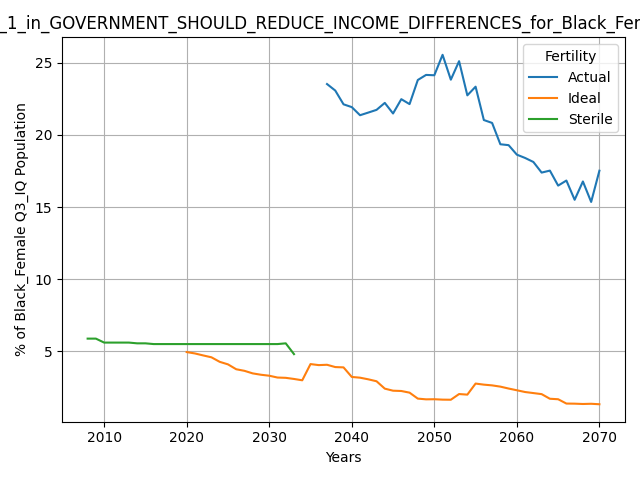 _1_in_GOVERNMENT_SHOULD_REDUCE_INCOME_DIFFERENCES_for_Black_Fer
% of Black_Female Q3_IQ Population
25
20
15
10
5
Fertility
Actual
Ideal
Sterile
2010 2020 2030 2040 2050 2060 2070
Years